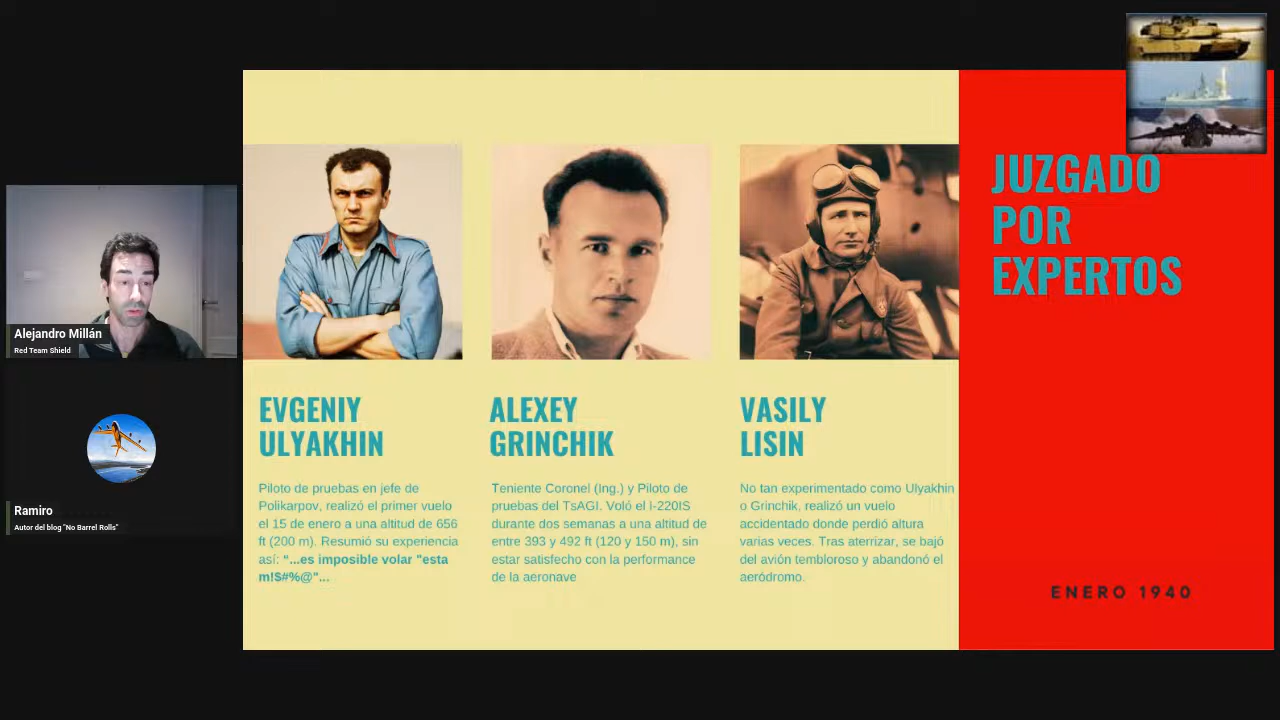 Alejandro Millán
Red Team Shield
Ramiro
Autor del blog "No Barrel Rolls"
EVGENIY
ULYAKHIN
Piloto de pruebas en jefe de
Polikarpov, realizó el primer vuelo
el 15 de enero a una altitud de 656
ft (200 m). Resumió su experiencia
así: “...es imposible volar "esta
m!$#%@"...
ALEXEY
GRINCHIK
Teniente Coronel (Ing.) y Piloto de
pruebas del TsAGI. Voló el I-220IS
durante dos semanas a una altitud de
entre 393 y 492 ft (120 y 150 m), sin
estar satisfecho con la performance
de la aeronave
VASILY
LISIN
No tan experimentado como Ulyakhin
o Grinchik, realizó un vuelo
accidentado donde perdió altura
varias veces. Tras aterrizar, se bajó
del avión tembloroso y abandonó el
aeródromo.
JUZGADO
POR
EXPERTOS
ENERO 1940